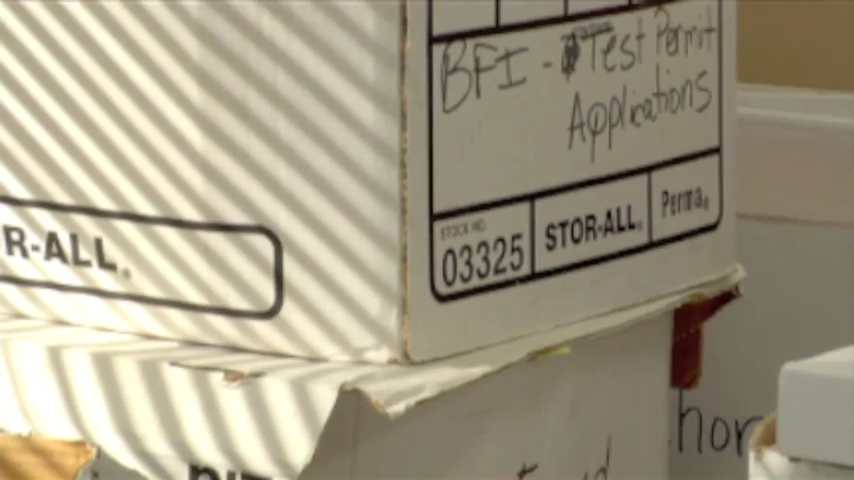 BFI - Test Permit
Applications
STOCK NO.
03325
STOR-ALL®
Perma®
R-ALL®
hor